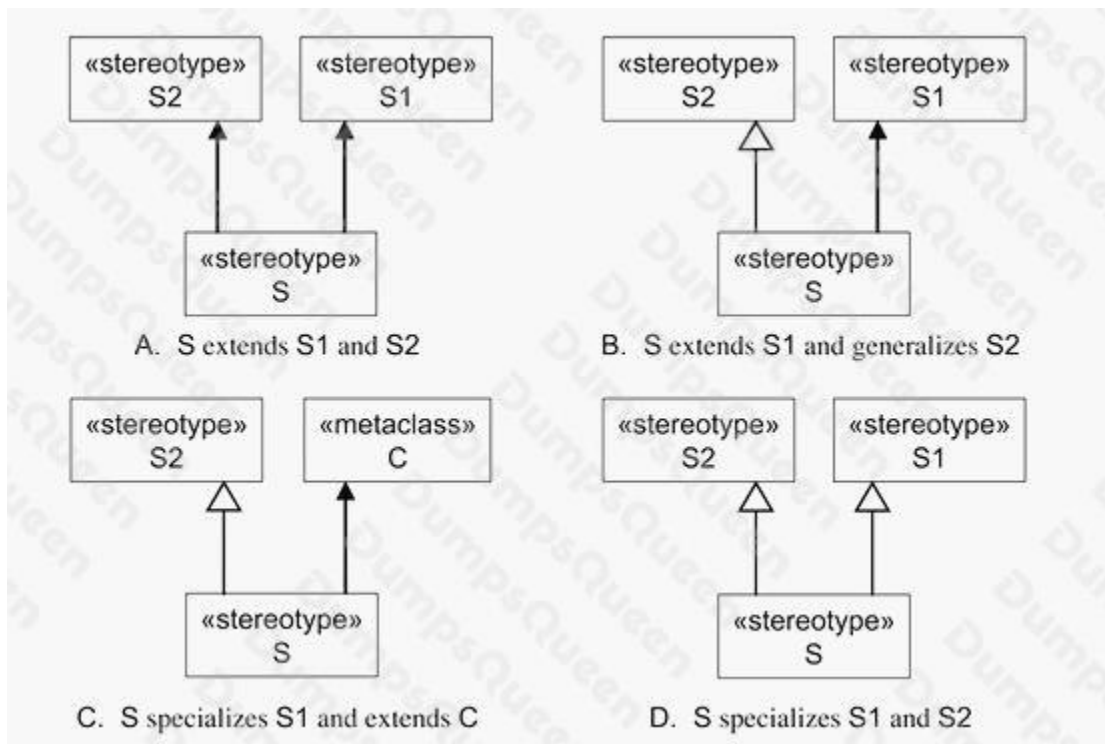 «stereotype»
S2
«stereotype»
S1
«stereotype»
S
A. S extends S1 and S2
«stereotype»
S2
«stereotype»
S1
«stereotype»
S
B. S extends S1 and generalizes S2
«stereotype»
S2
«metaclass»
C
«stereotype»
S
C. S specializes S1 and extends C
«stereotype»
S2
«stereotype»
S1
«stereotype»
S
D. S specializes S1 and S2
DumpsQueen